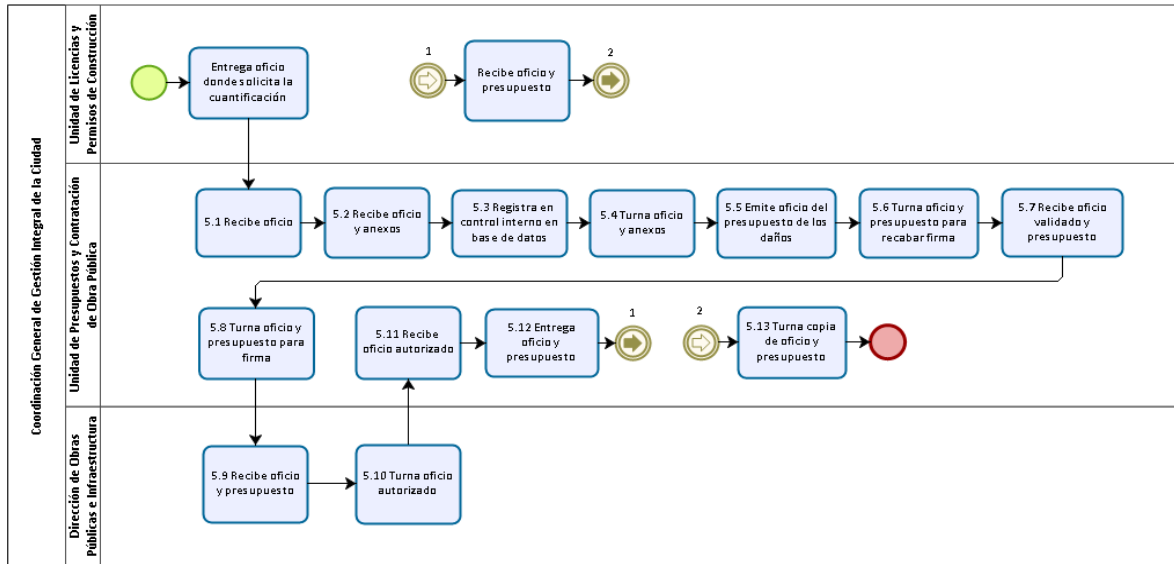 Coordinación General de Gestión Integral de la Ciudad
Unidad de Licencias y
Permisos de Construcción
Entrega oficio
donde solicita la
cuantificación
1
Recibe oficio y
presupuesto
2
Unidad de Presupuestos y Contratación
de Obra Pública
5.1 Recibe oficio
5.2 Recibe oficio
y anexos
5.3 Registra en
control interno en
base de datos
5.4 Turna oficio
y anexos
5.5 Emite oficio del
presupuesto de los
daños
5.6 Turna oficio y
presupuesto para
recabar firma
5.7 Recibe oficio
validado y
presupuesto
5.8 Turna oficio y
presupuesto para
firma
5.11 Recibe
oficio autorizado
5.12 Entrega
oficio y
presupuesto
1
2
5.13 Turna copia
de oficio y
presupuesto
Dirección de Obras
Públicas e Infraestructura
5.9 Recibe oficio
y presupuesto
5.10 Turna oficio
autorizado